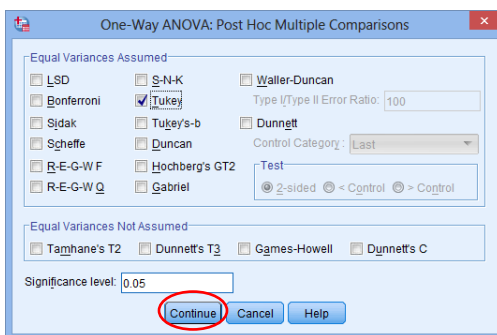 One-Way ANOVA: Post Hoc Multiple Comparisons
Equal Variances Assumed
LSD S-N-K Waller-Duncan
Bonferroni Tukey Type I/Type II Error Ratio: 100
Sidak Tukey's-b Dunnett
Scheffe Duncan Control Category: Last
R-E-G-W F Hochberg's GT2 Test
R-E-G-W Q Gabriel 2-sided < Control > Control
Equal Variances Not Assumed
Tamhane's T2 Dunnett's T3 Games-Howell Dunnett's C
Significance level: 0.05
Continue Cancel Help